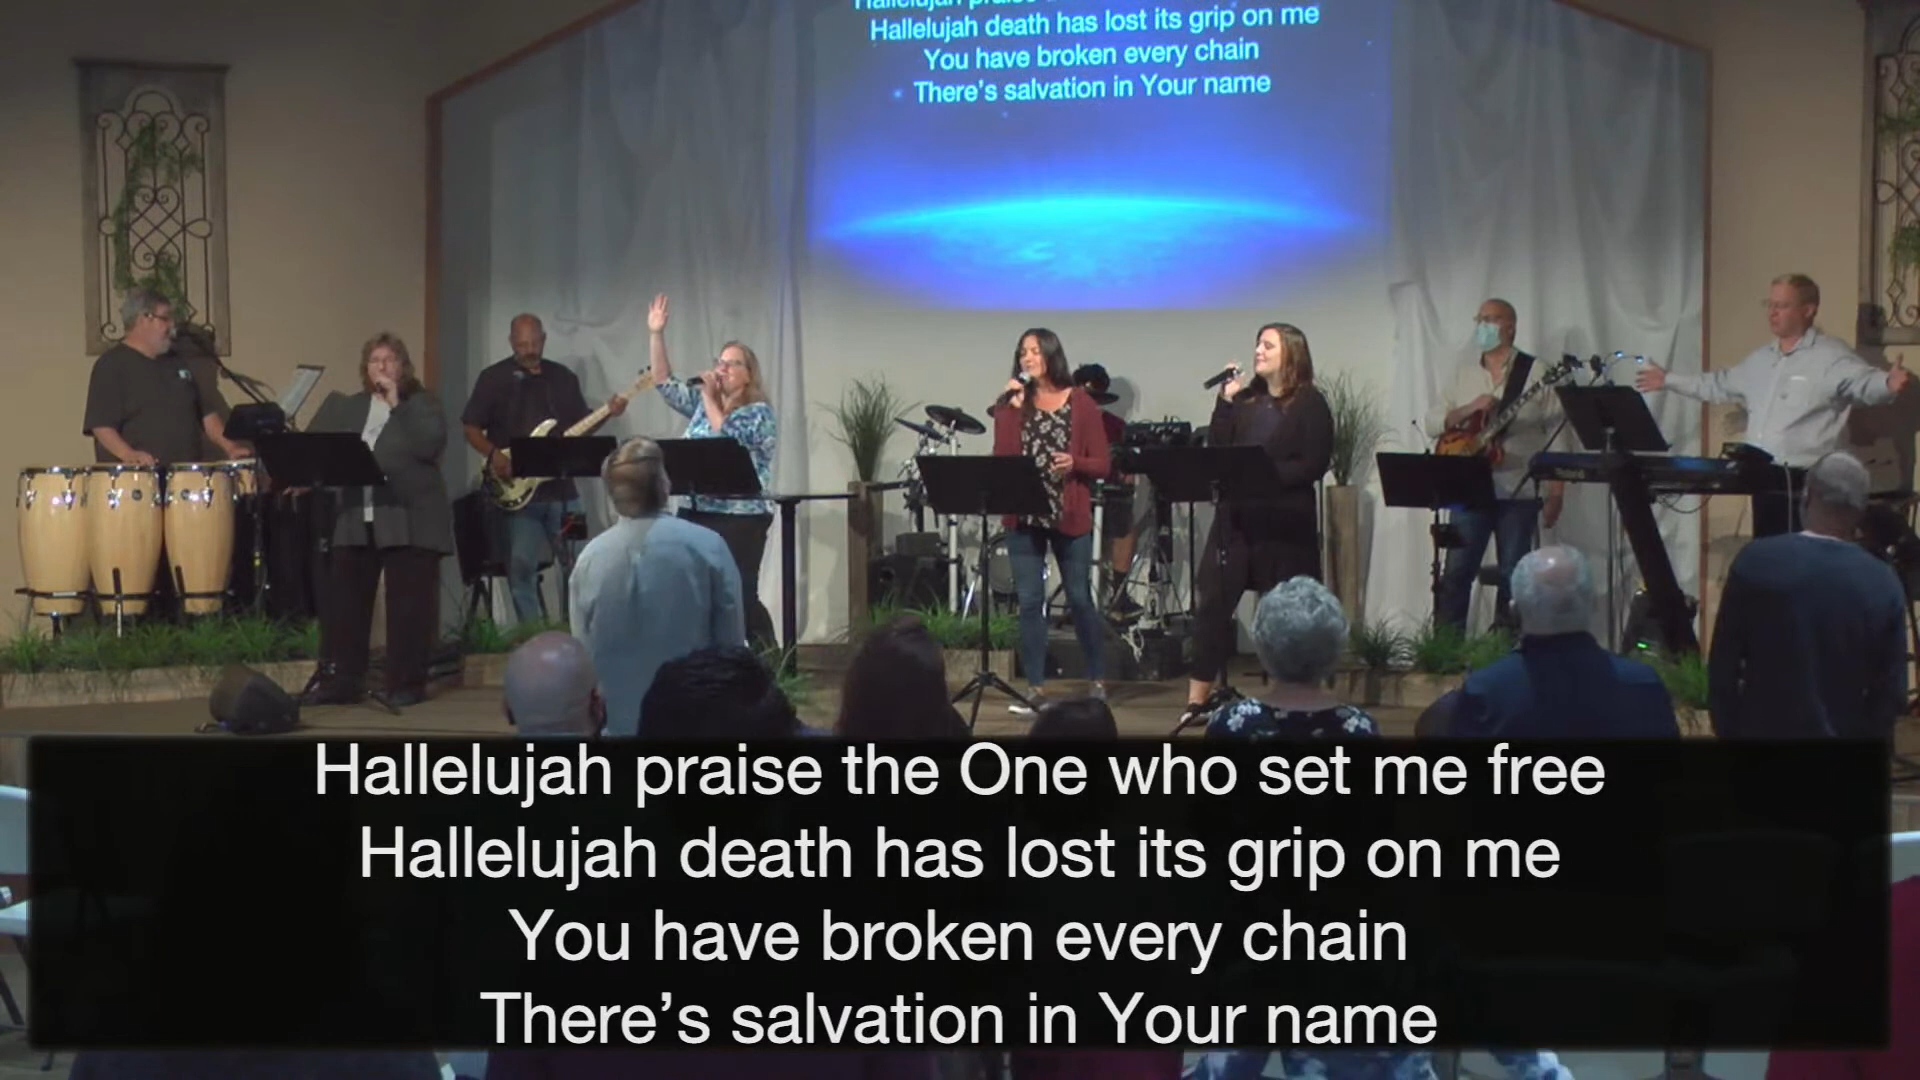 Hallelujah praise
Hallelujah death has lost its grip on me
You have broken every chain
There's salvation in Your name
Hallelujah praise the One who set me free
Hallelujah death has lost its grip on me
You have broken every chain
There’s salvation in Your name